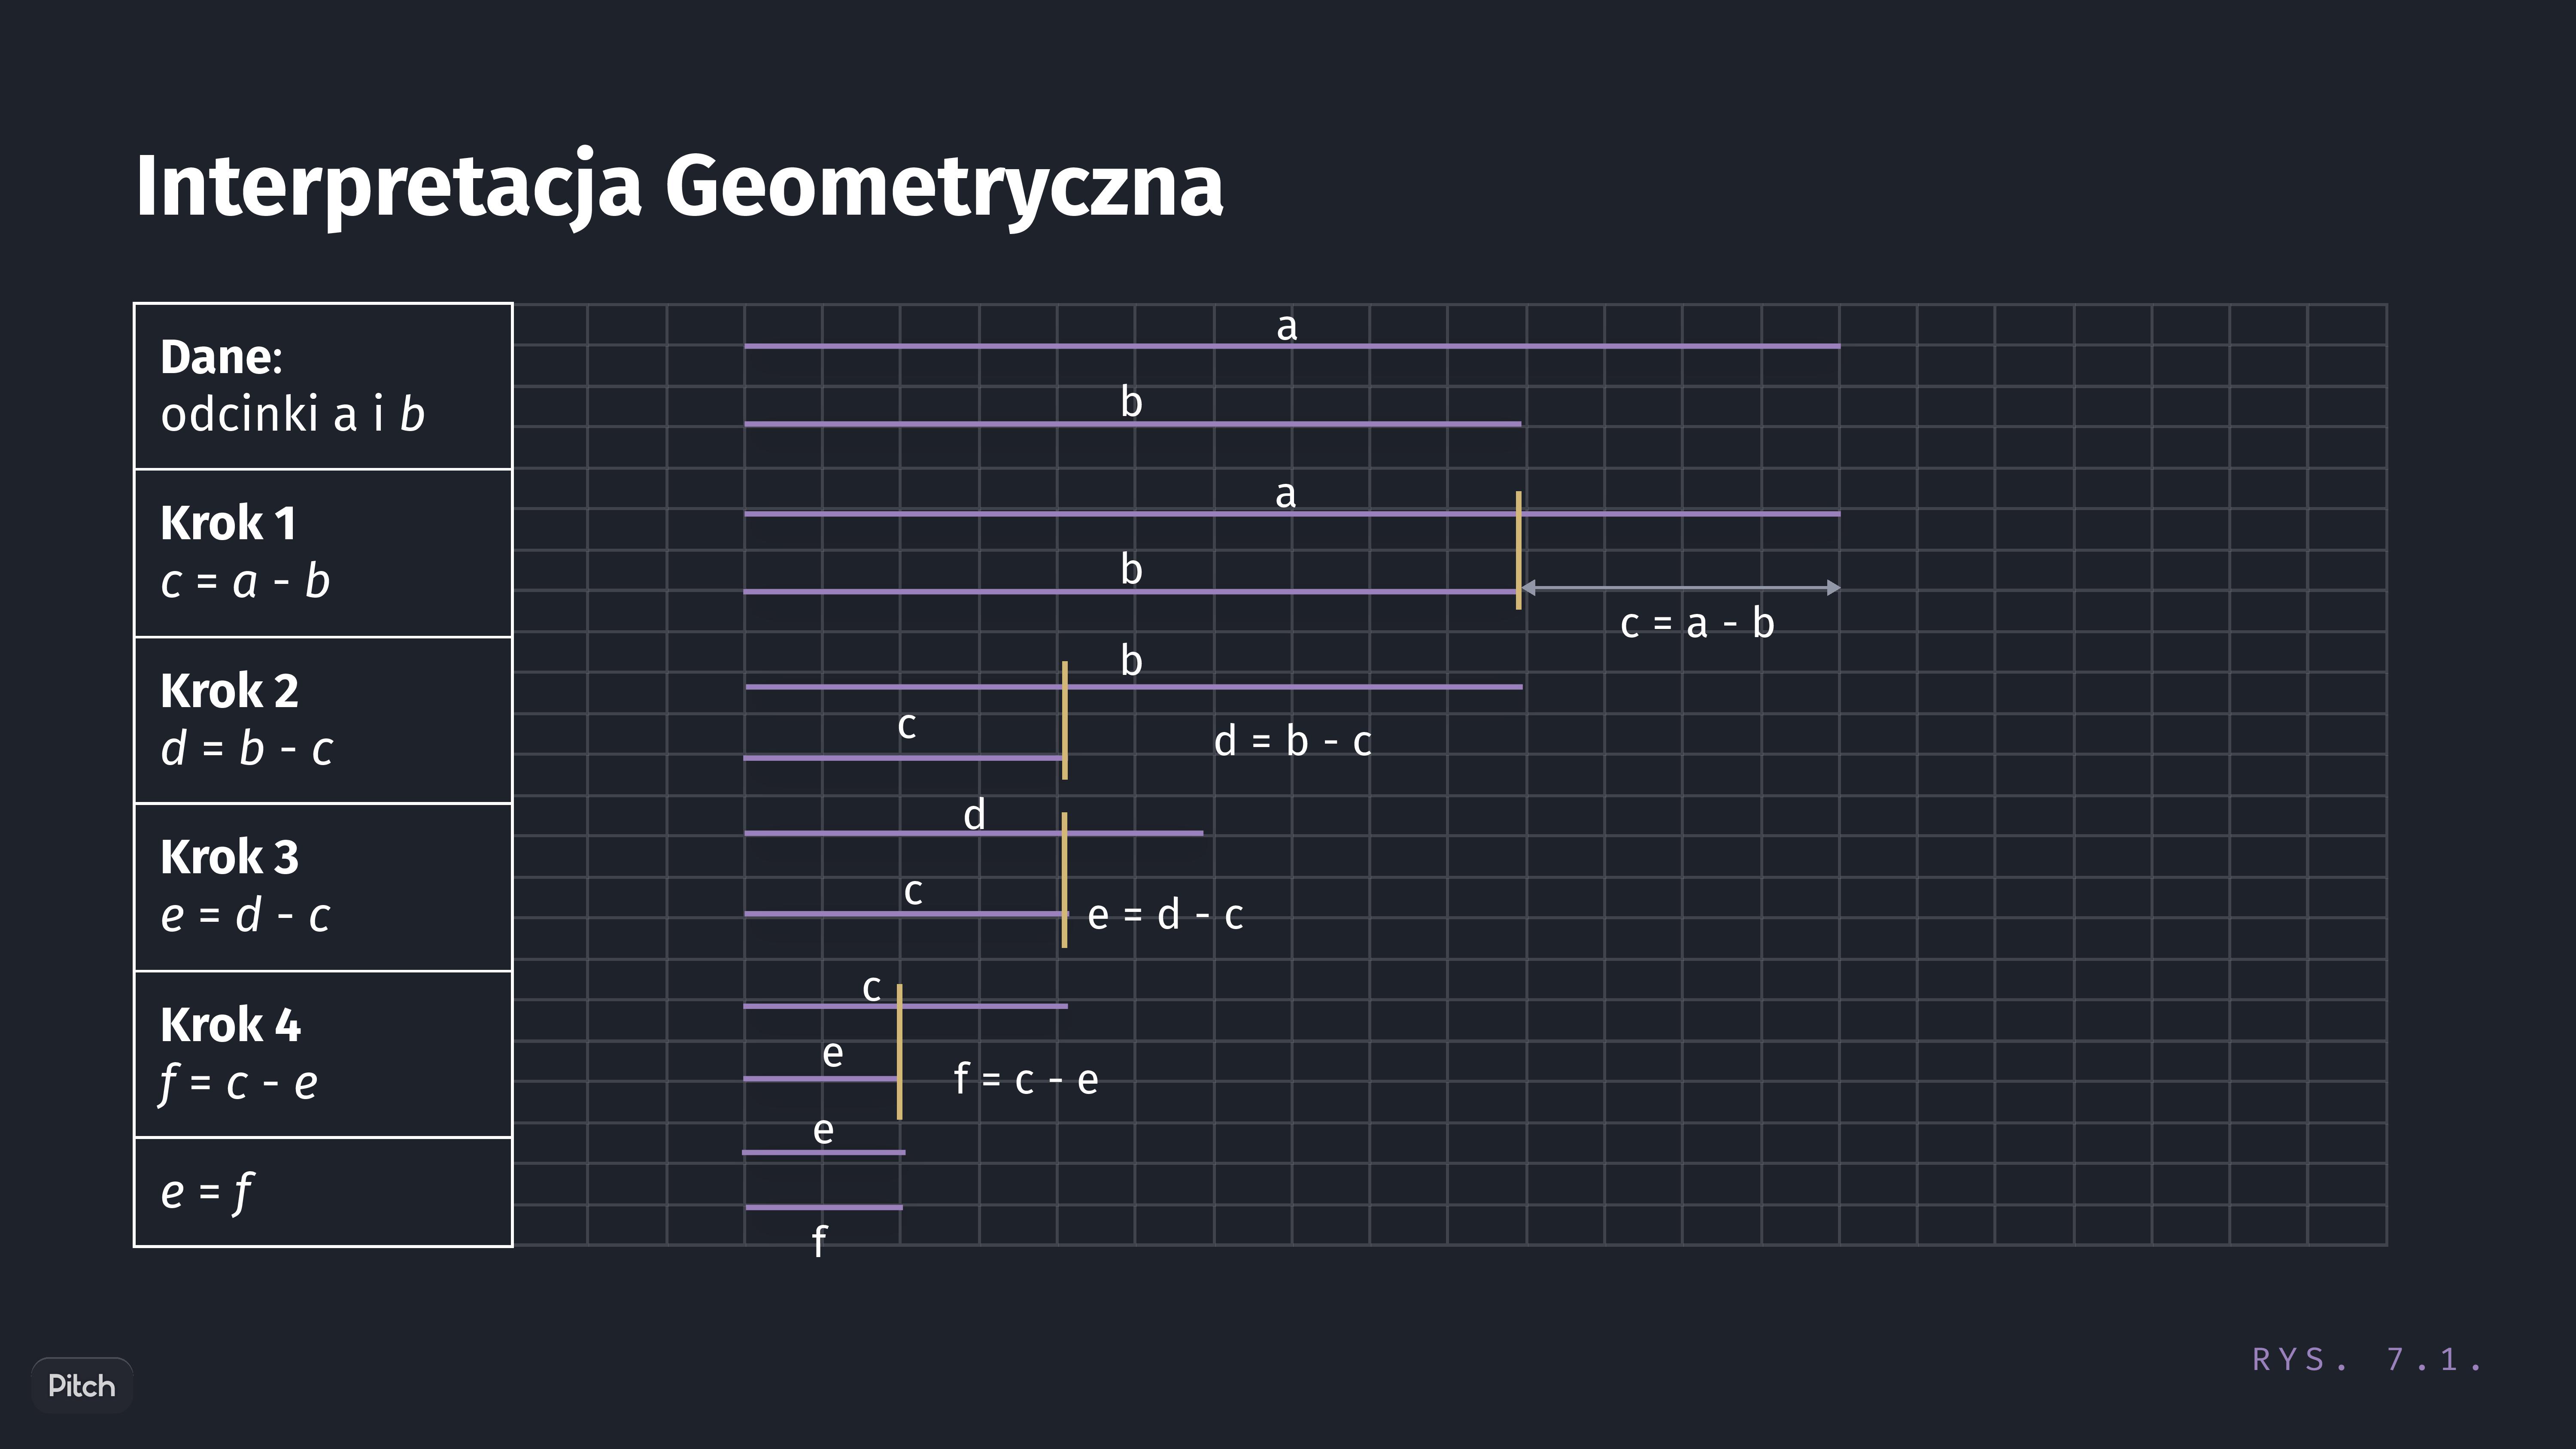 Interpretacja Geometryczna
Dane:
odcinki a i b
a
b
Krok 1
c = a - b
a
b
c = a - b
Krok 2
d = b - c
b
c
d = b - c
Krok 3
e = d - c
d
c
e = d - c
Krok 4
f = c - e
c
e
f = c - e
e = f
e
f
RYS. 7.1.
Pitch